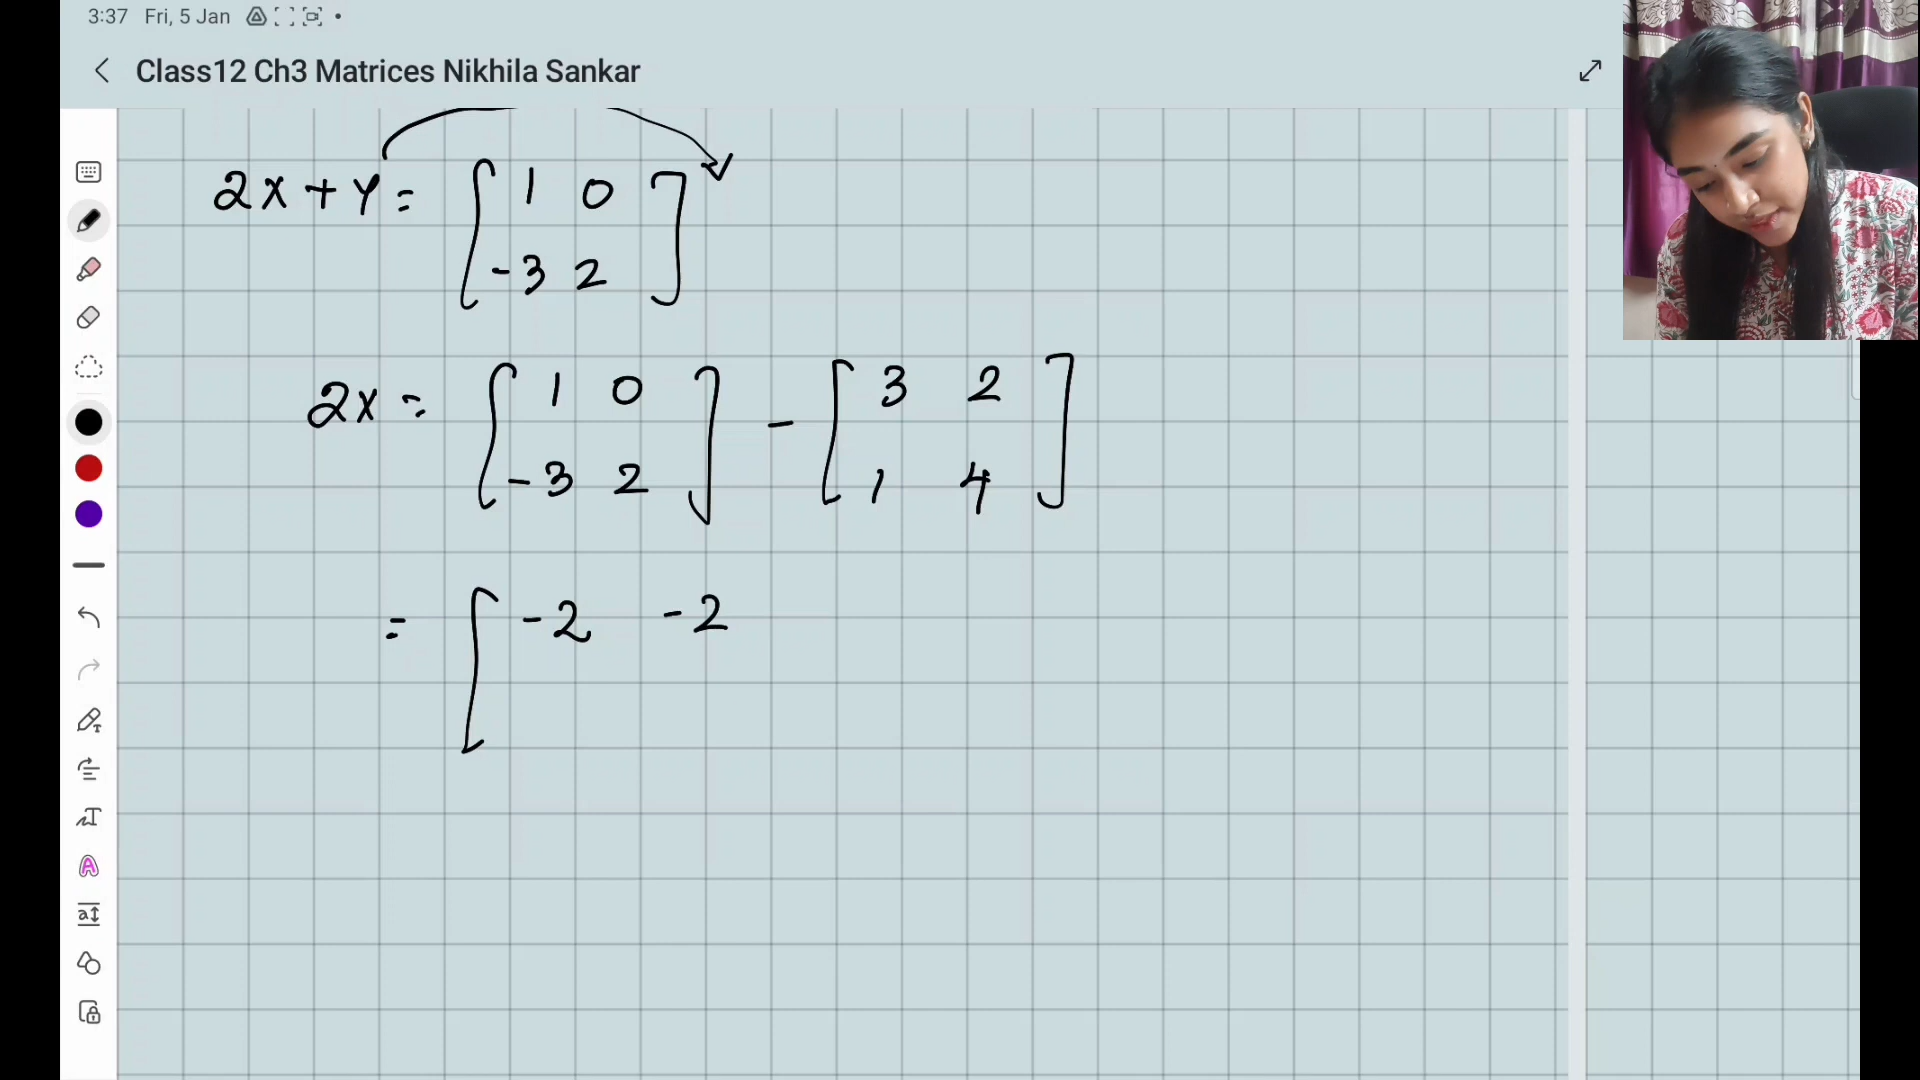 3:37 Fri, 5 Jan
Class12 Ch3 Matrices Nikhila Sankar
2x + y = [ 1 0 ]
-3 2
2x = [ 1 0 ] - [ 3 2 ]
-3 2 1 4
= [ -2 -2